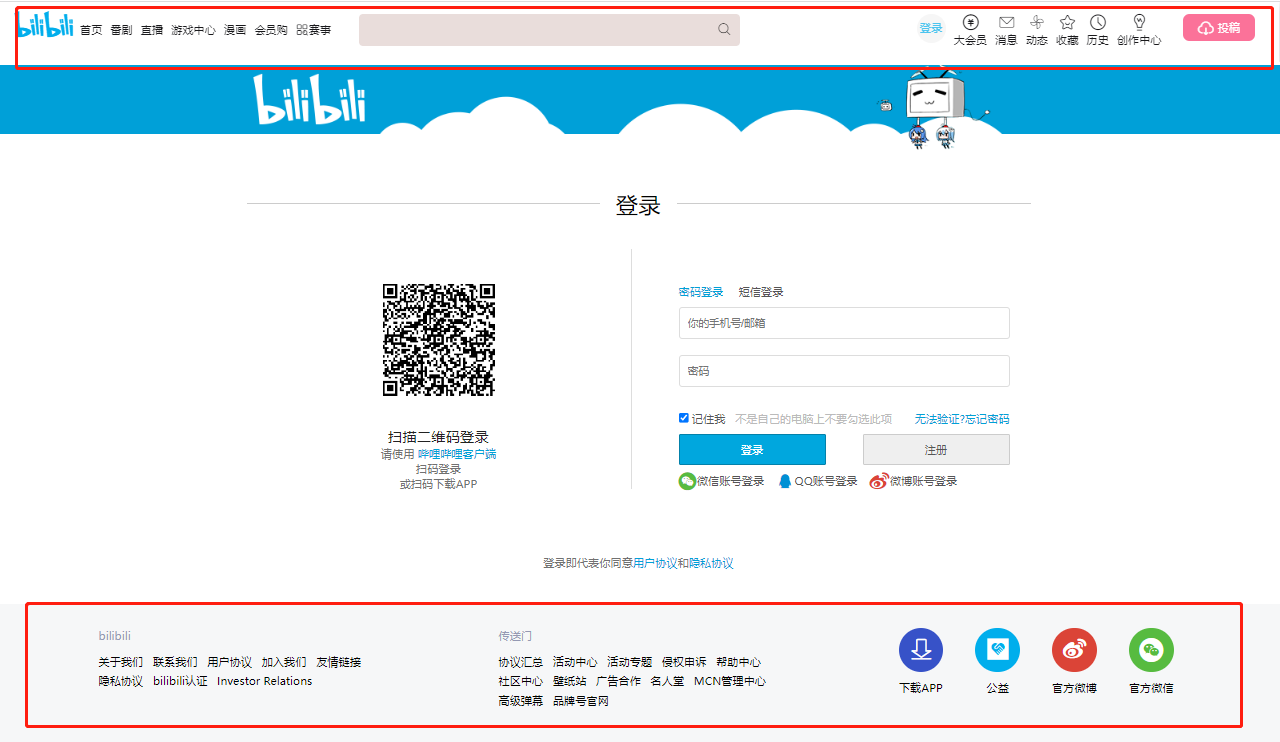 bilibili 首页 番剧 直播 游戏中心 漫画 会员购 赛事 登录 大会员 消息 动态 收藏 历史 创作中心 投稿
bilibili
登录
密码登录 短信登录
你的手机号/邮箱
密码
记住我 不是自己的电脑上不要勾选此项 无法验证?忘记密码
登录 注册
微信账号登录 QQ账号登录 微博账号登录
扫描二维码登录
请使用 哔哩哔哩客户端
扫码登录
或扫码下载APP
登录即代表你同意用户协议和隐私协议
bilibili
关于我们 联系我们 用户协议 加入我们 友情链接
隐私协议 bilibili认证 Investor Relations
传送门
协议汇总 活动中心 活动专题 侵权申诉 帮助中心
社区中心 壁纸站 广告合作 名人堂 MCN管理中心
高级弹幕 品牌号官网
下载APP 公益 官方微博 官方微信